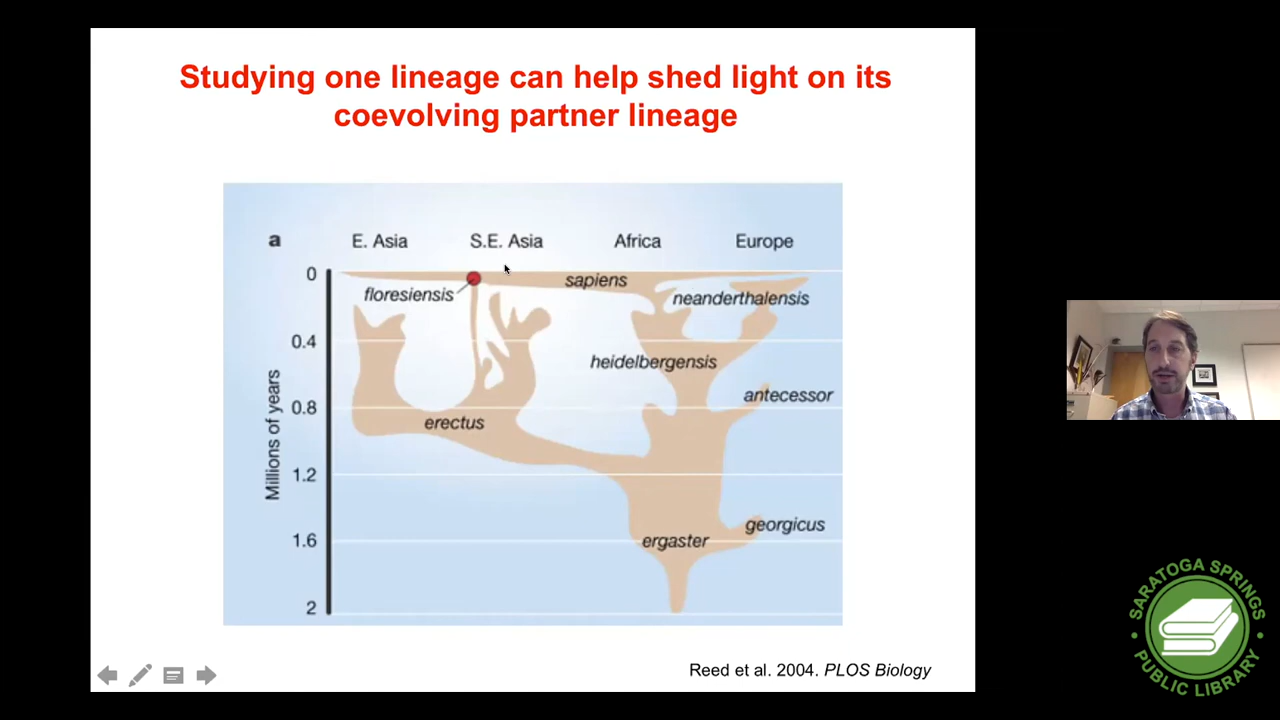 Studying one lineage can help shed light on its
coevolving partner lineage
a
E. Asia
S.E. Asia
Africa
Europe
0
sapiens
floresiensis
neanderthalensis
0.4
heidelbergensis
antecessor
0.8
erectus
Millions of years
1.2
georgicus
1.6
ergaster
2
Reed et al. 2004. PLOS Biology
SARATOGA SPRINGS
PUBLIC LIBRARY